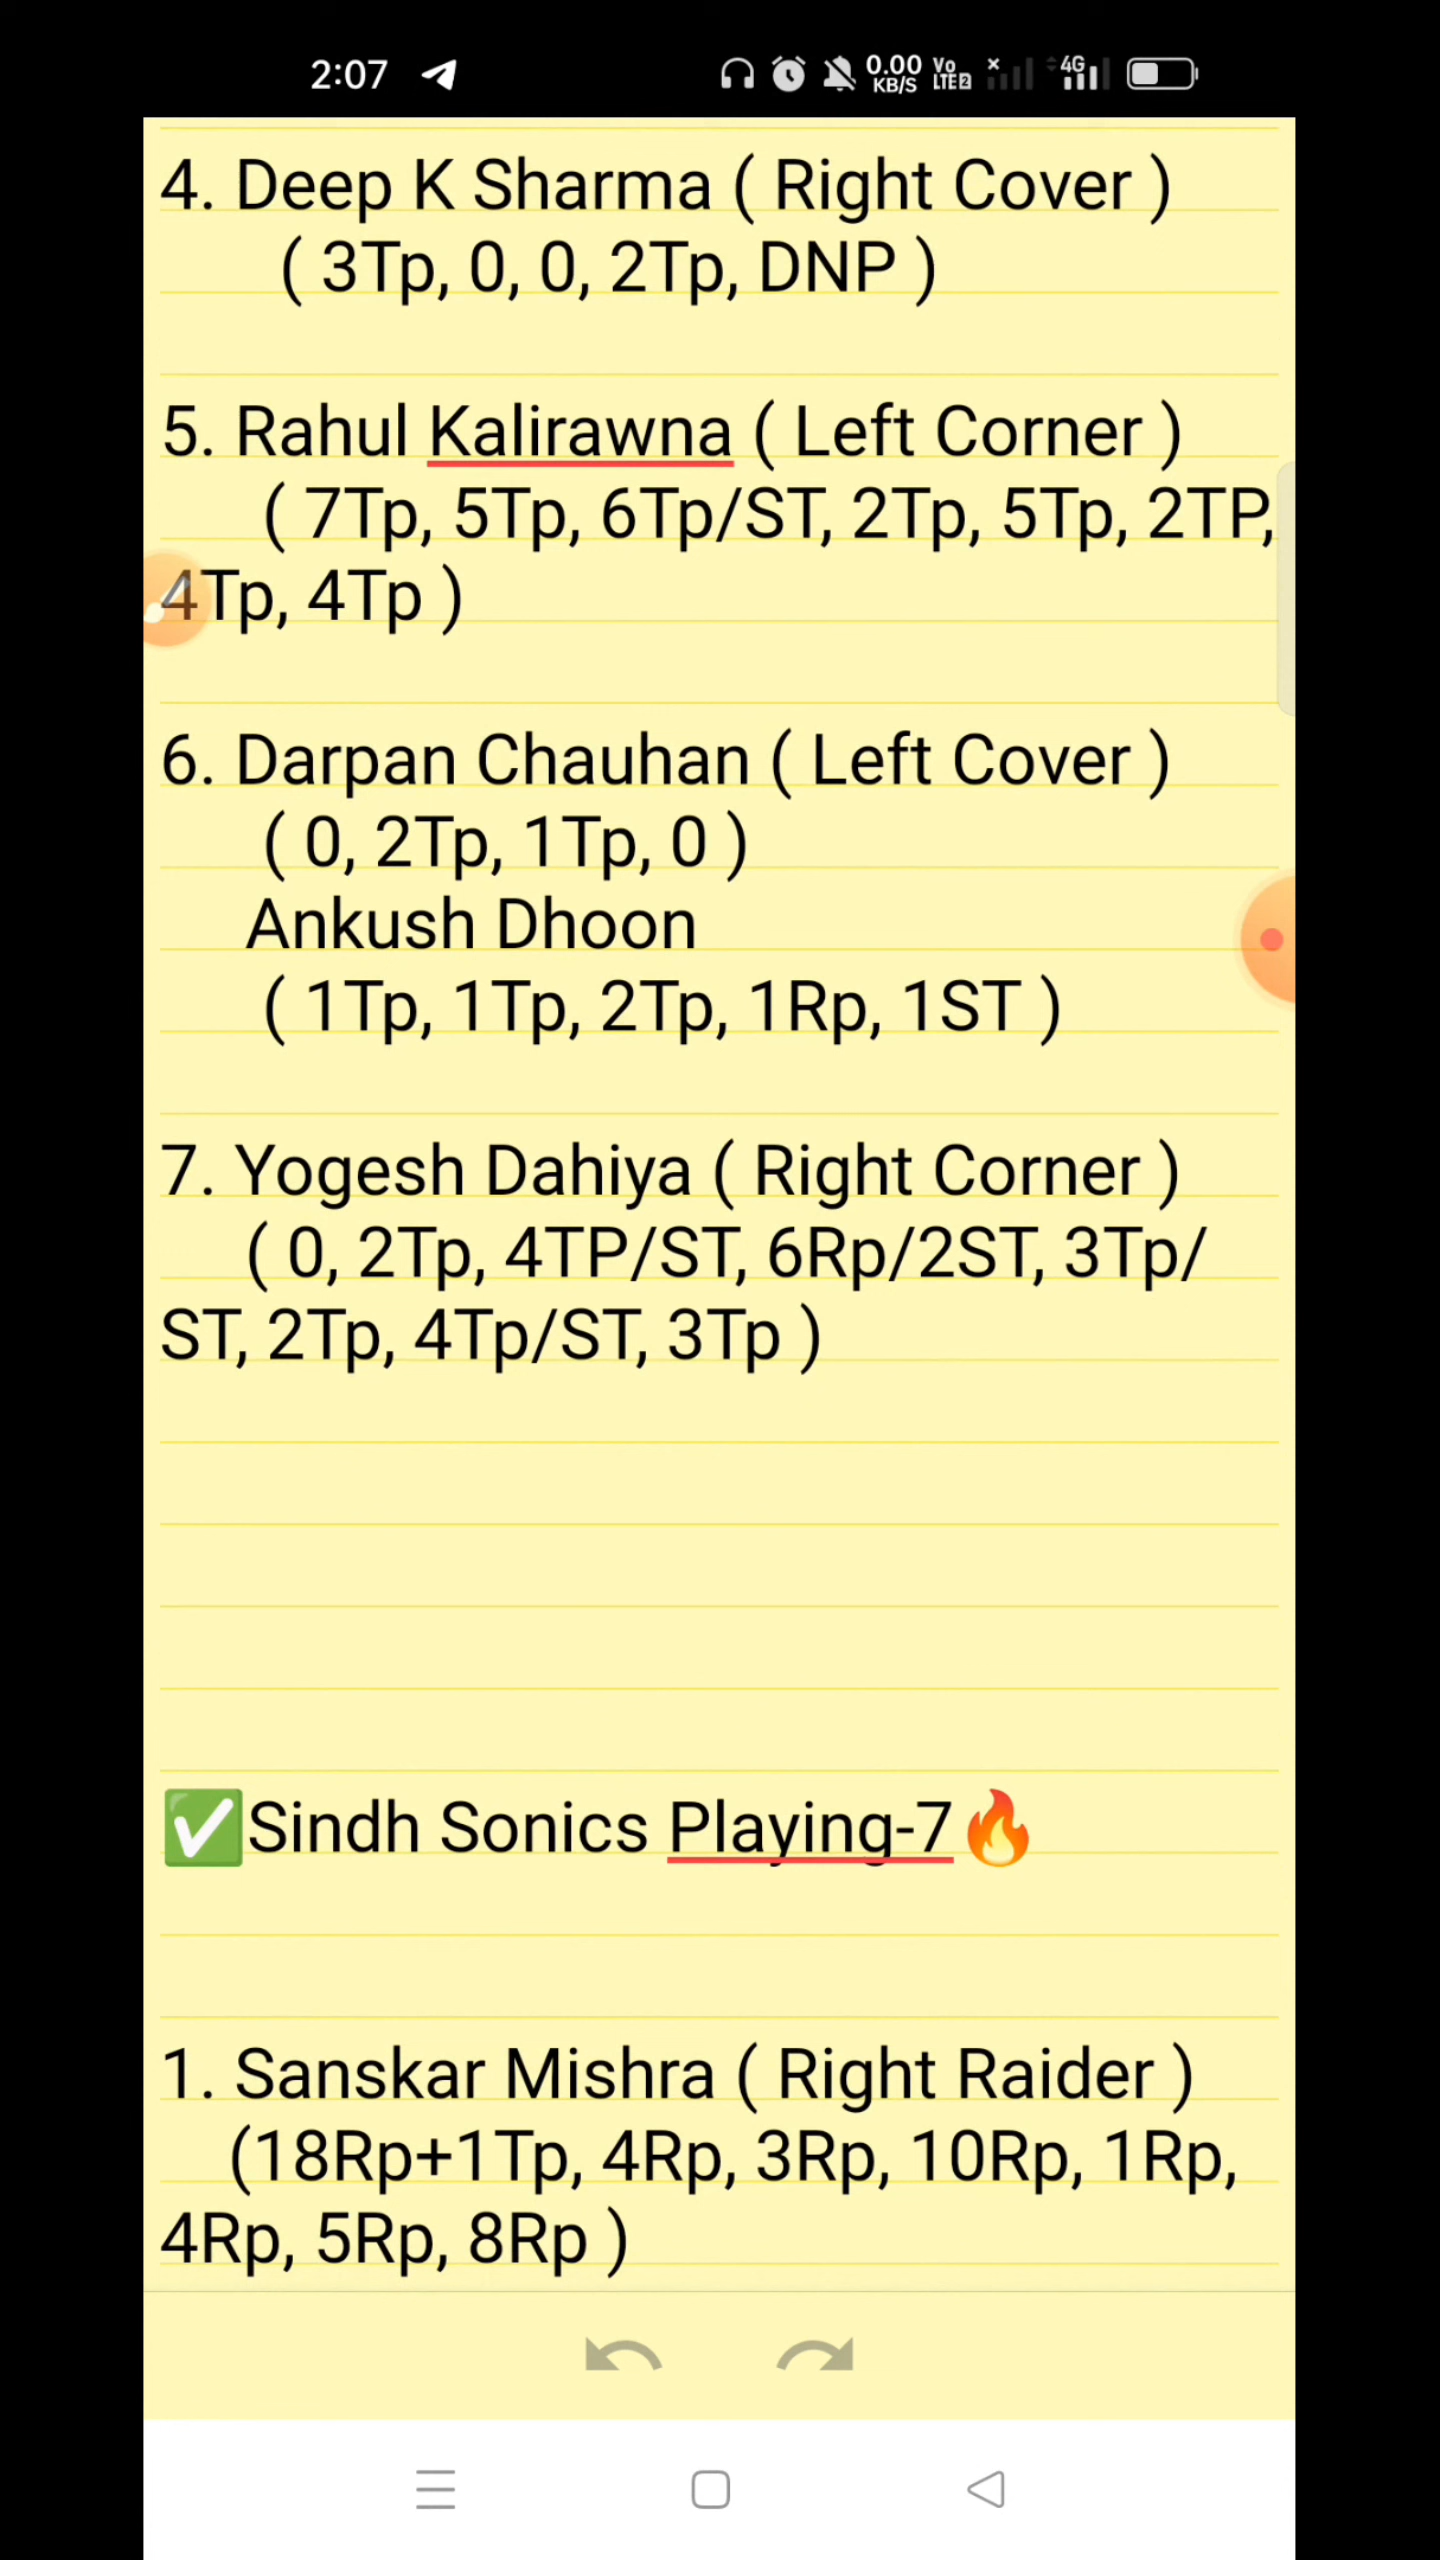 2:07 0.00 KB/S Vo LTE2 4G
4. Deep K Sharma ( Right Cover )
( 3Tp, 0, 0, 2Tp, DNP )
5. Rahul Kalirawna ( Left Corner )
( 7Tp, 5Tp, 6Tp/ST, 2Tp, 5Tp, 2TP,
4Tp, 4Tp )
6. Darpan Chauhan ( Left Cover )
( 0, 2Tp, 1Tp, 0 )
Ankush Dhoon
( 1Tp, 1Tp, 2Tp, 1Rp, 1ST )
7. Yogesh Dahiya ( Right Corner )
( 0, 2Tp, 4TP/ST, 6Rp/2ST, 3Tp/
ST, 2Tp, 4Tp/ST, 3Tp )
✅Sindh Sonics Playing-7🔥
1. Sanskar Mishra ( Right Raider )
(18Rp+1Tp, 4Rp, 3Rp, 10Rp, 1Rp,
4Rp, 5Rp, 8Rp )